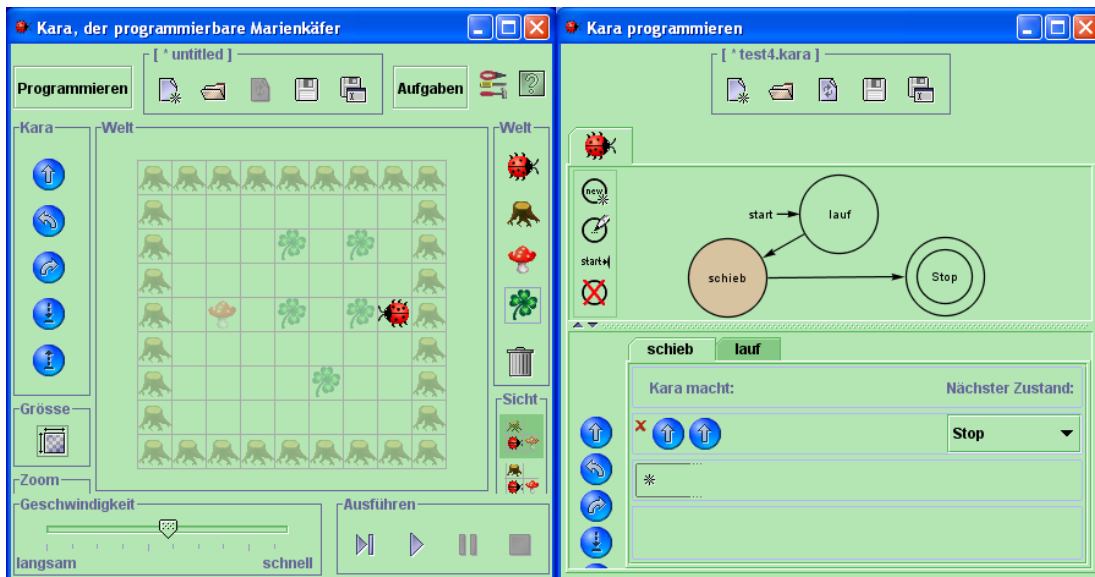 Kara, der programmierbare Marienkäfer
[ * untitled ]
Programmieren
Aufgaben
Kara
Welt
Welt
Grösse
Sicht
Zoom
Geschwindigkeit
langsam
schnell
Ausführen
Kara programmieren
[ * test4.kara ]
new
start
start
lauf
schieb
Stop
schieb
lauf
Kara macht:
Nächster Zustand:
Stop